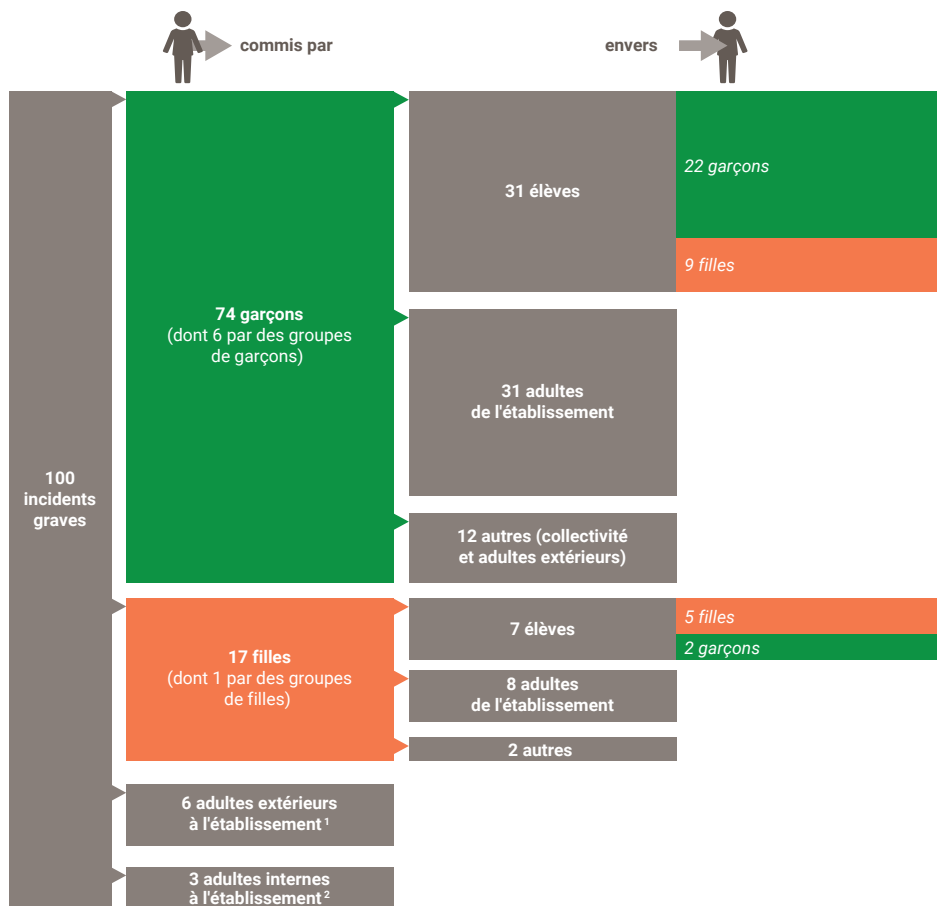 commis par
envers
100
incidents
graves
74 garçons
(dont 6 par des groupes
de garçons)
31 élèves
22 garçons
9 filles
31 adultes
de l'établissement
12 autres (collectivité
et adultes extérieurs)
17 filles
(dont 1 par des groupes
de filles)
7 élèves
5 filles
2 garçons
8 adultes
de l'établissement
2 autres
6 adultes extérieurs
à l'établissement ¹
3 adultes internes
à l'établissement ²